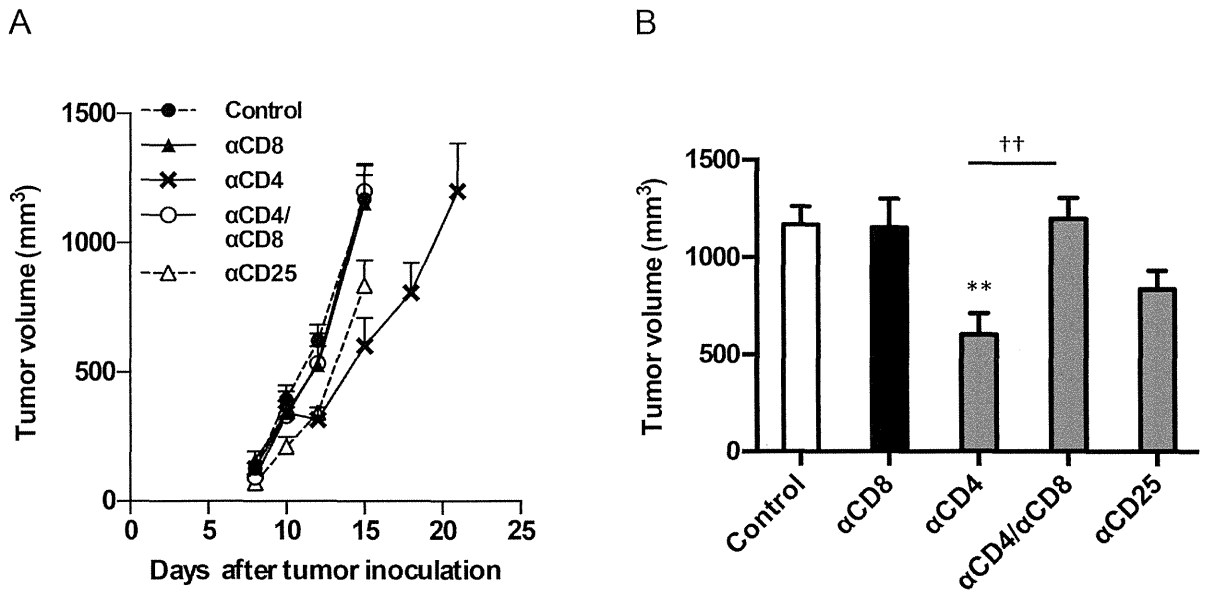 A
1500
1000
500
0
Tumor volume (mm³)
Control
αCD8
αCD4
αCD4/
αCD8
αCD25
0 5 10 15 20 25
Days after tumor inoculation
B
††
1500
1000
500
0
Tumor volume (mm³)
**
Control
αCD8
αCD4
αCD4/αCD8
αCD25